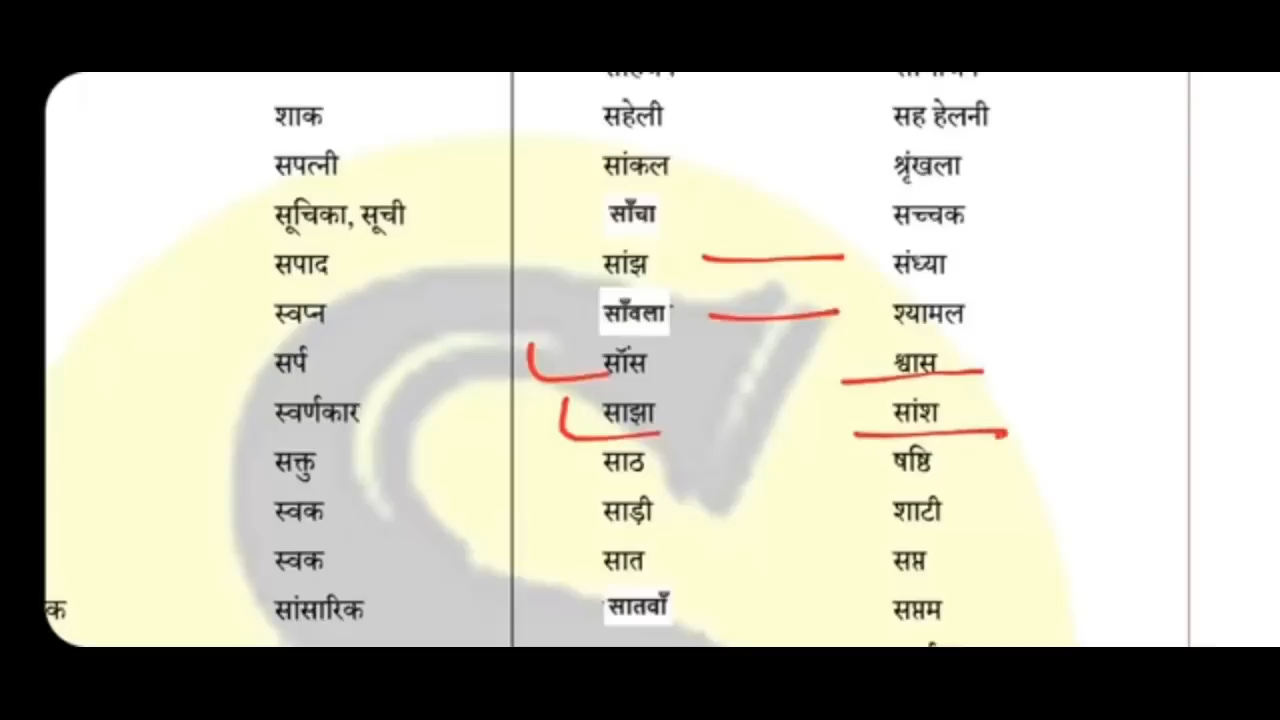 शाक सहेली सह हेलनी
सपत्नी सांकल श्रृंखला
सूचिका, सूची साँचा सच्चक
सपाद सांझ संध्या
स्वप्न साँवला श्यामल
सर्प सॉंस श्वास
स्वर्णकार साझा सांश
सक्तु साठ षष्ठि
स्वक साड़ी शाटी
स्वक सात सप्त
क सांसारिक सातवाँ सप्तम